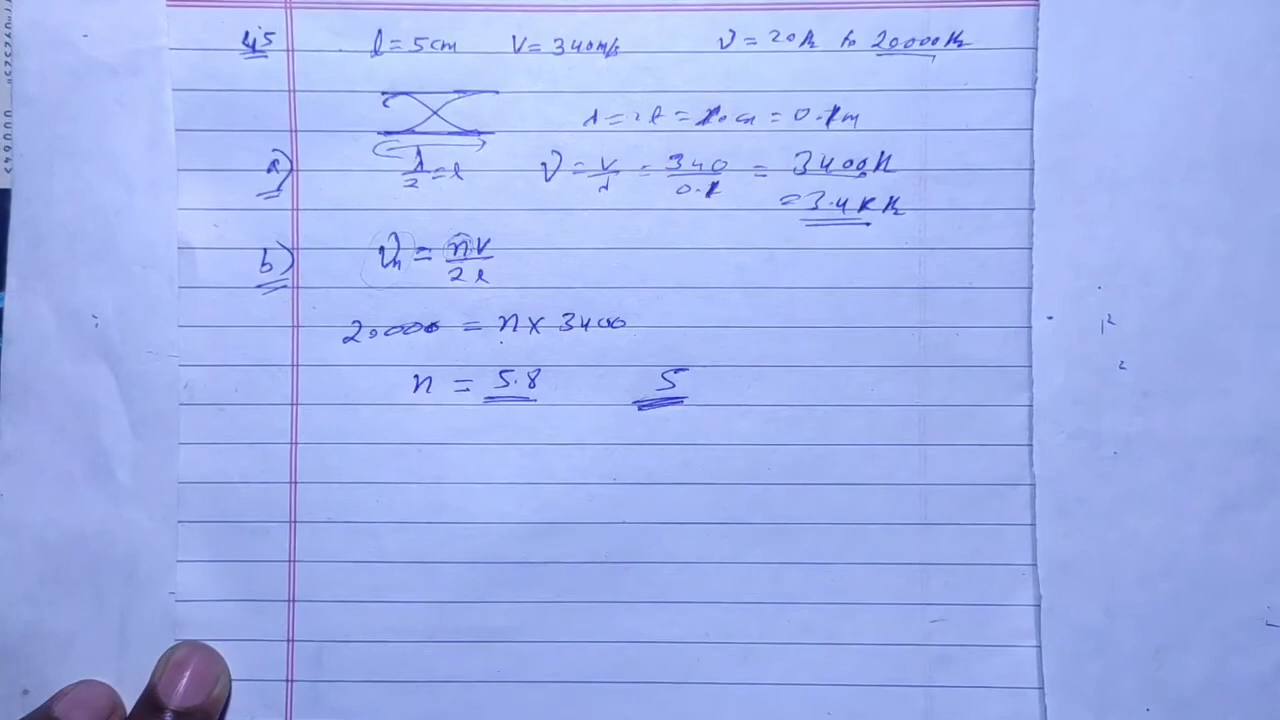 45 l = 5cm V = 340m/s ν = 20Hz to 20000Hz
λ = 2l = 10cm = 0.1m
a) λ/2 = l ν = V/λ = 340/0.1 = 3400Hz
= 3.4KHz
b) νn = nV/2l
20000 = n x 3400
n = 5.8 5